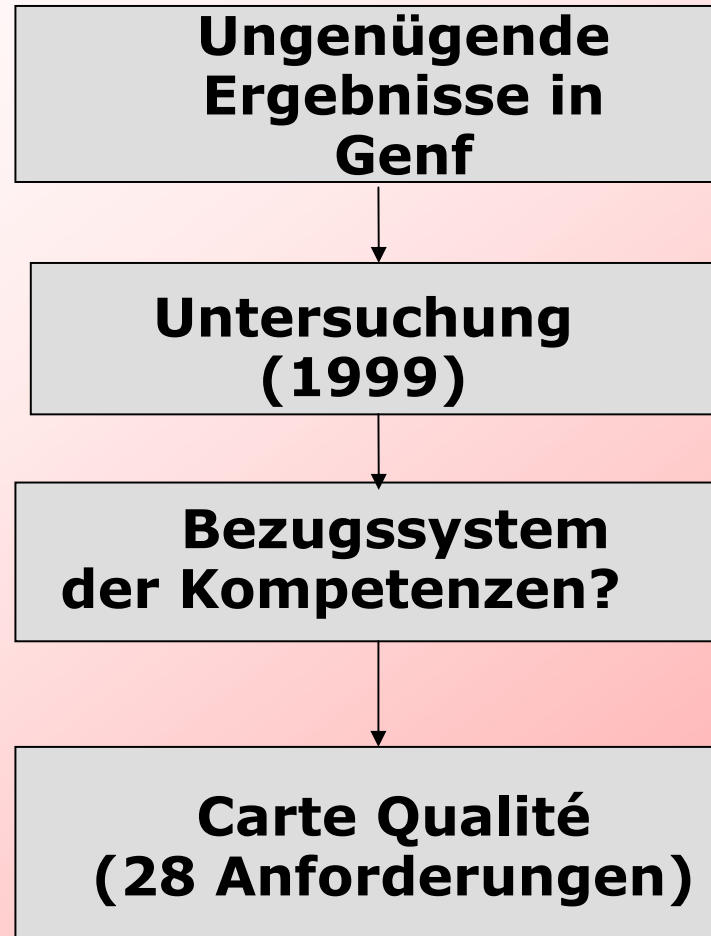 Ungenügende
Ergebnisse in
Genf
Untersuchung
(1999)
Bezugssystem
der Kompetenzen?
Carte Qualité
(28 Anforderungen)